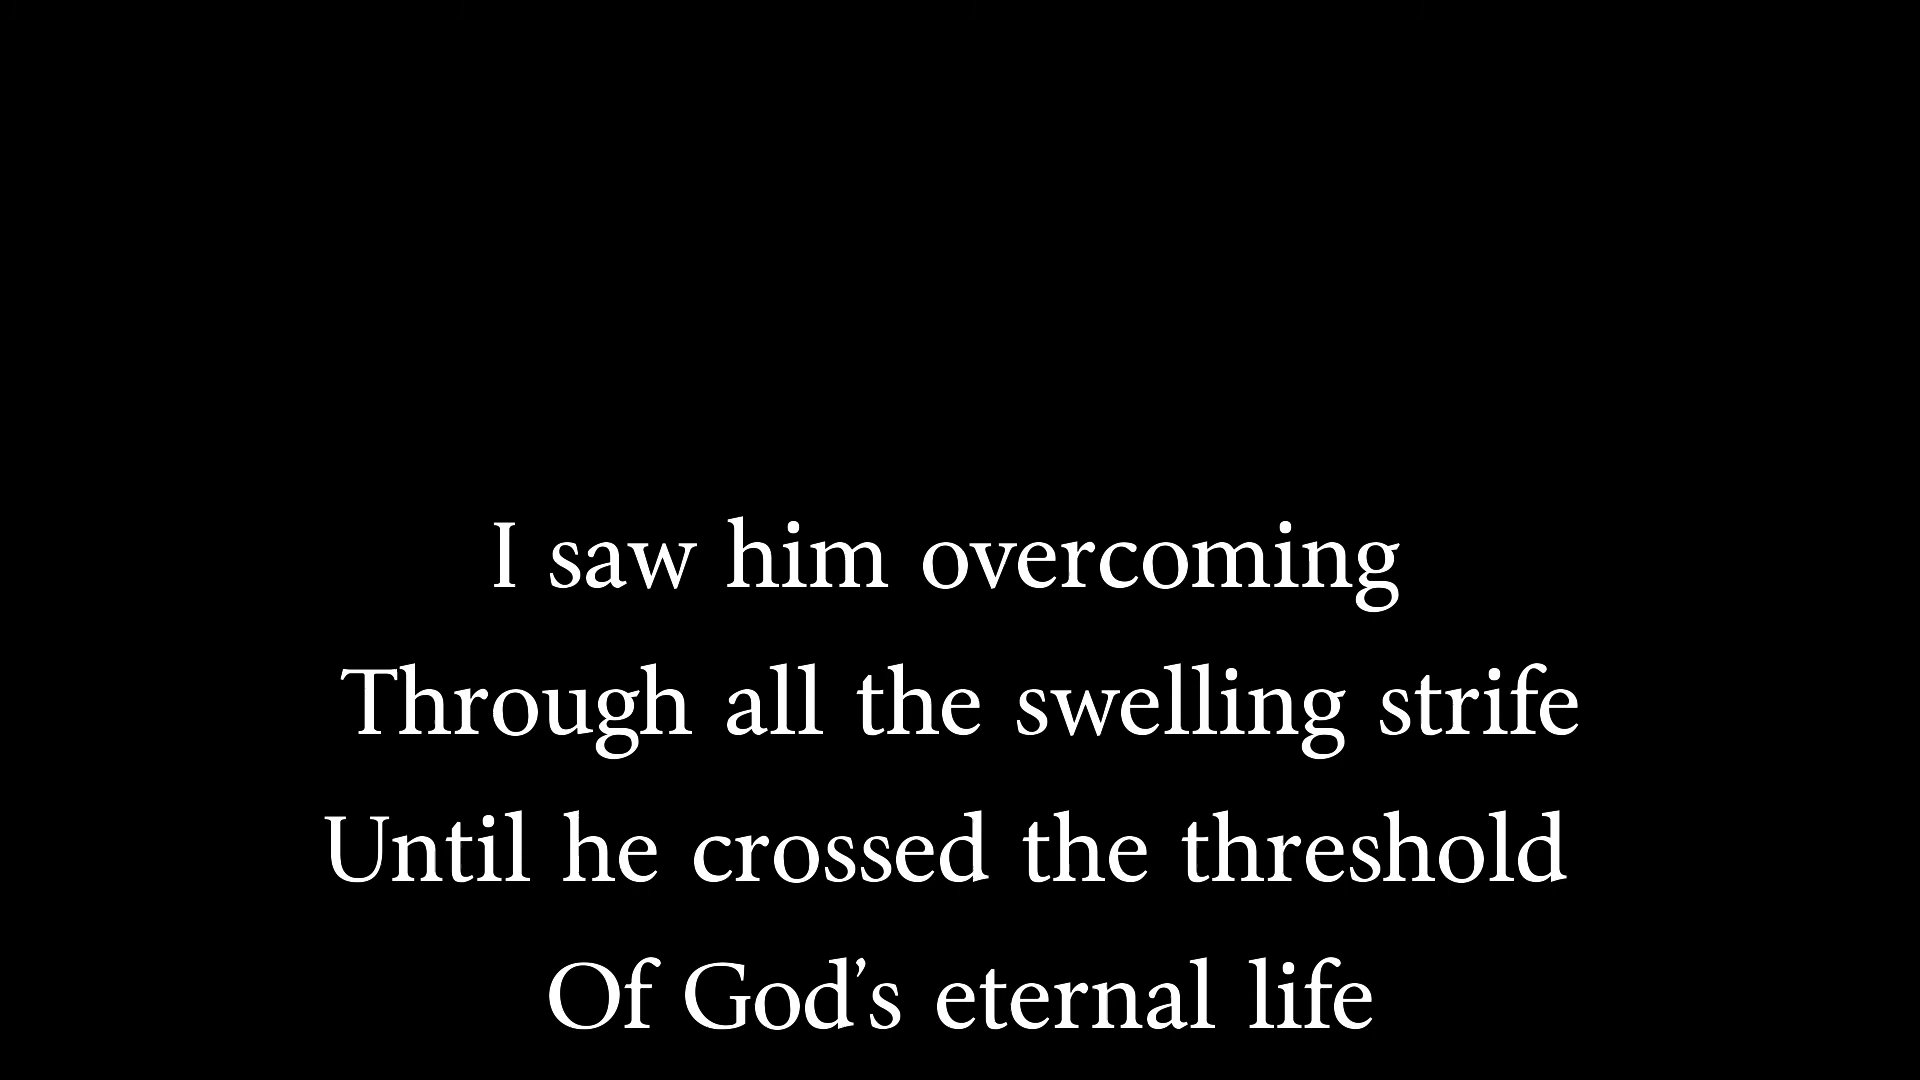 I saw him overcoming
Through all the swelling strife
Until he crossed the threshold
Of God’s eternal life